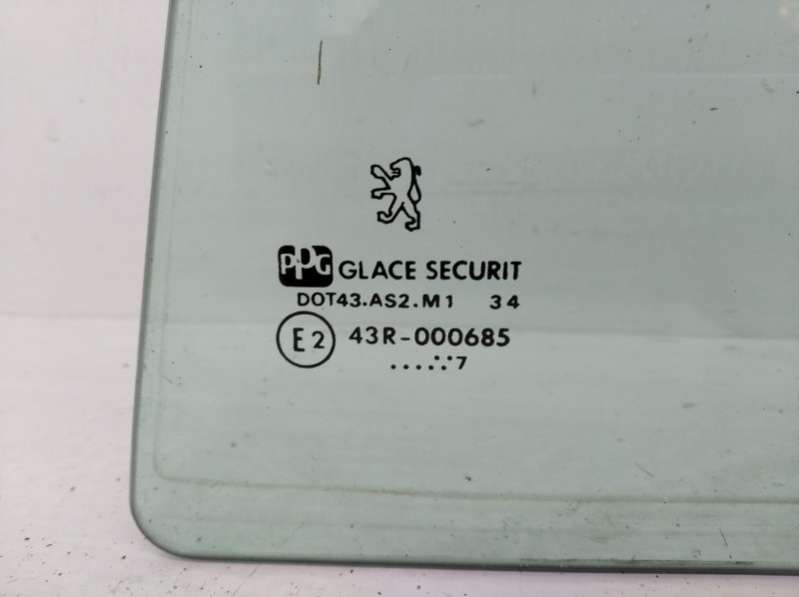 PPG GLACE SECURIT
DOT43.AS2.M1 34
E2 43R-000685
.......7